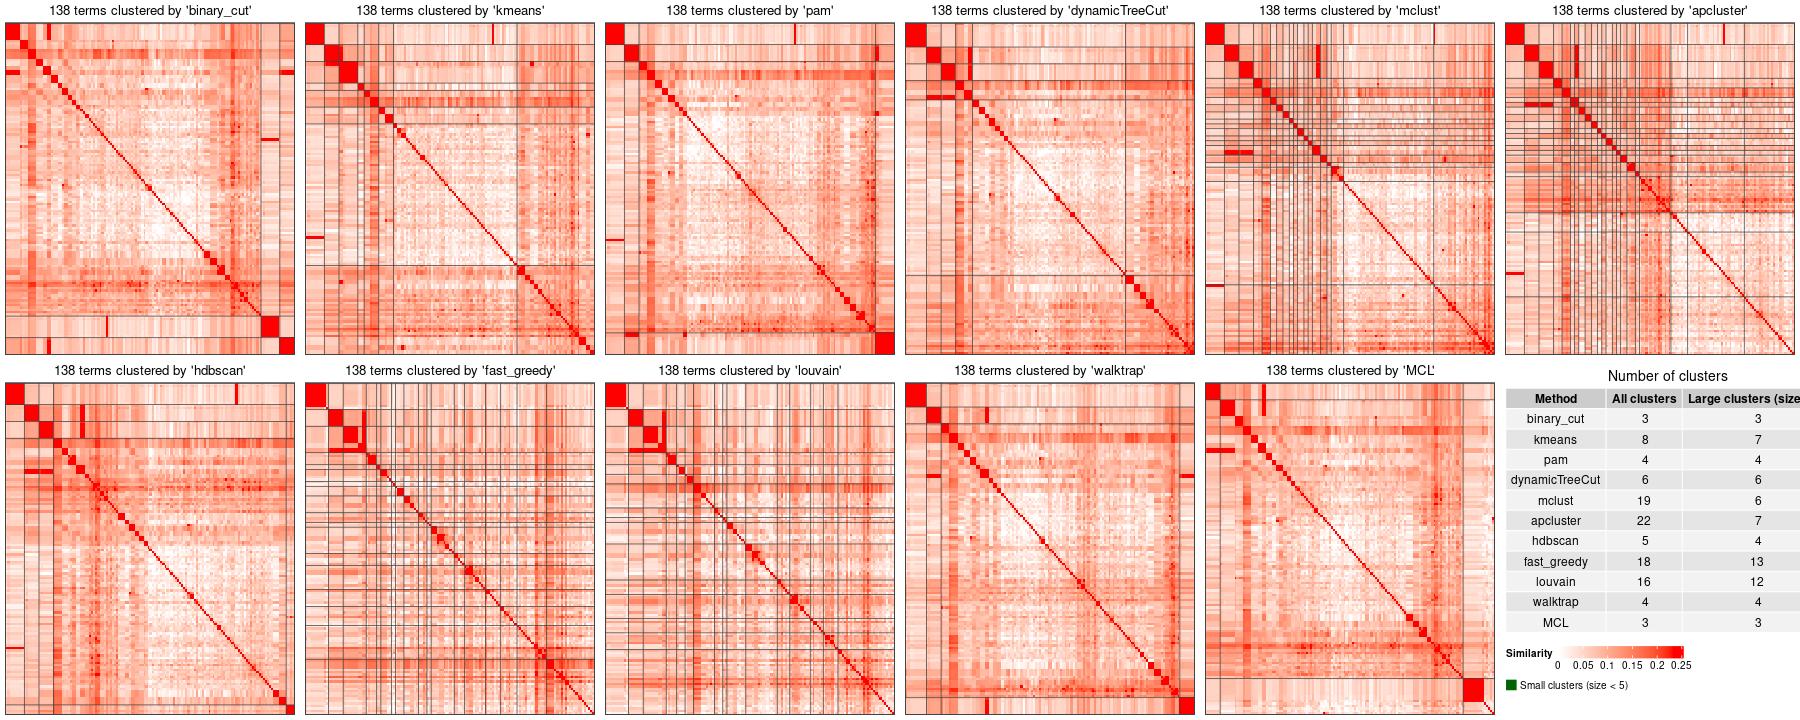 138 terms clustered by 'binary_cut'
138 terms clustered by 'kmeans'
138 terms clustered by 'pam'
138 terms clustered by 'dynamicTreeCut'
138 terms clustered by 'mclust'
138 terms clustered by 'apcluster'
138 terms clustered by 'hdbscan'
138 terms clustered by 'fast_greedy'
138 terms clustered by 'louvain'
138 terms clustered by 'walktrap'
138 terms clustered by 'MCL'
Number of clusters
Method All clusters Large clusters (size
binary_cut 3 3
kmeans 8 7
pam 4 4
dynamicTreeCut 6 6
mclust 19 6
apcluster 22 7
hdbscan 5 4
fast_greedy 18 13
louvain 16 12
walktrap 4 4
MCL 3 3
Similarity
0 0.05 0.1 0.15 0.2 0.25
Small clusters (size < 5)